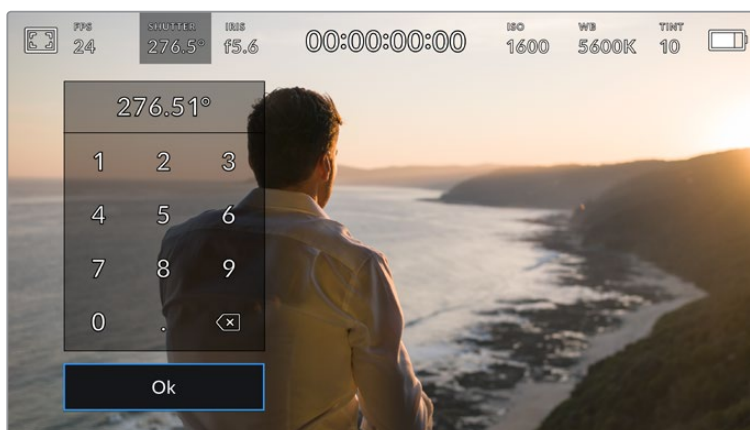 FPS SHUTTER IRIS ISO WB TINT
24 276.5° f5.6 00:00:00:00 1600 5600K 10
276.51°
1 2 3
4 5 6
7 8 9
0 .
Ok